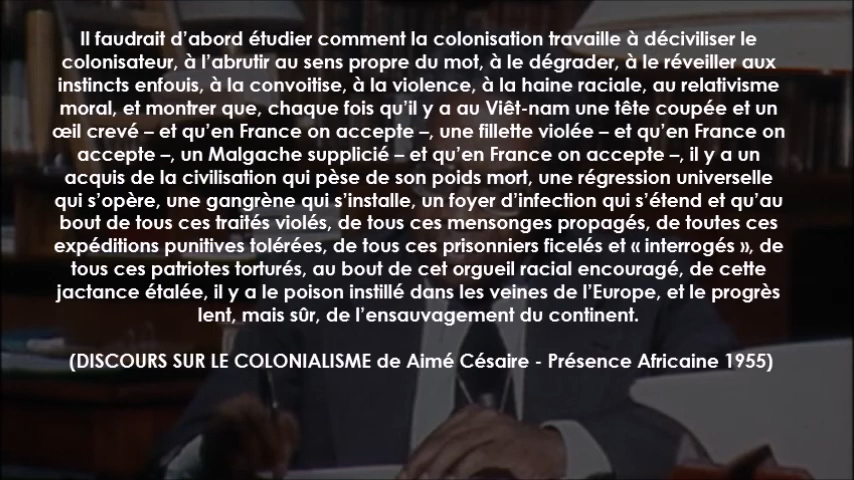 Il faudrait d’abord étudier comment la colonisation travaille à déciviliser le
colonisateur, à l’abrutir au sens propre du mot, à le dégrader, à le réveiller aux
instincts enfouis, à la convoitise, à la violence, à la haine raciale, au relativisme
moral, et montrer que, chaque fois qu’il y a au Viêt-nam une tête coupée et un
œil crevé – et qu’en France on accepte –, une fillette violée – et qu’en France on
accepte –, un Malgache supplicié – et qu’en France on accepte –, il y a un
acquis de la civilisation qui pèse de son poids mort, une régression universelle
qui s’opère, une gangrène qui s’installe, un foyer d’infection qui s’étend et qu’au
bout de tous ces traités violés, de tous ces mensonges propagés, de toutes ces
expéditions punitives tolérées, de tous ces prisonniers ficelés et « interrogés », de
tous ces patriotes torturés, au bout de cet orgueil racial encouragé, de cette
jactance étalée, il y a le poison instillé dans les veines de l’Europe, et le progrès
lent, mais sûr, de l’ensauvagement du continent.
(DISCOURS SUR LE COLONIALISME de Aimé Césaire - Présence Africaine 1955)